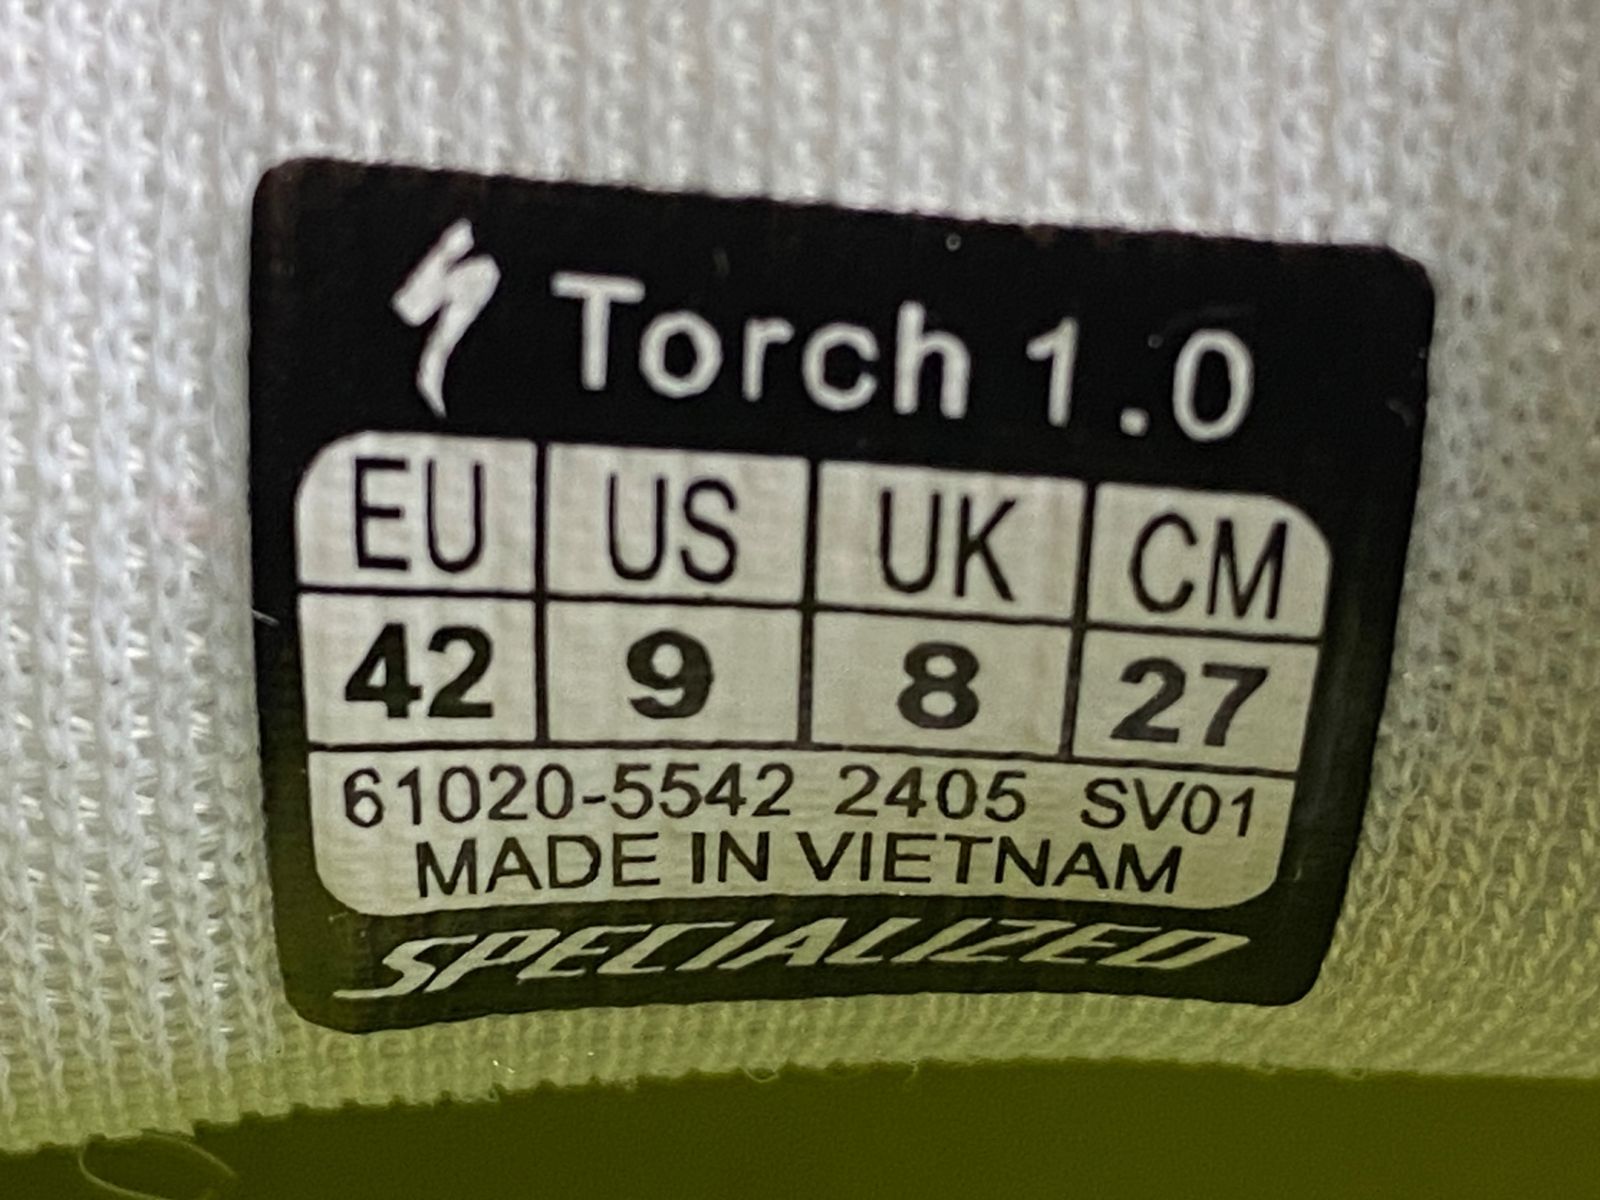 Torch 1.0
EU US UK CM
42 9 8 27
61020-5542 2405 SV01
MADE IN VIETNAM
SPECIALIZED